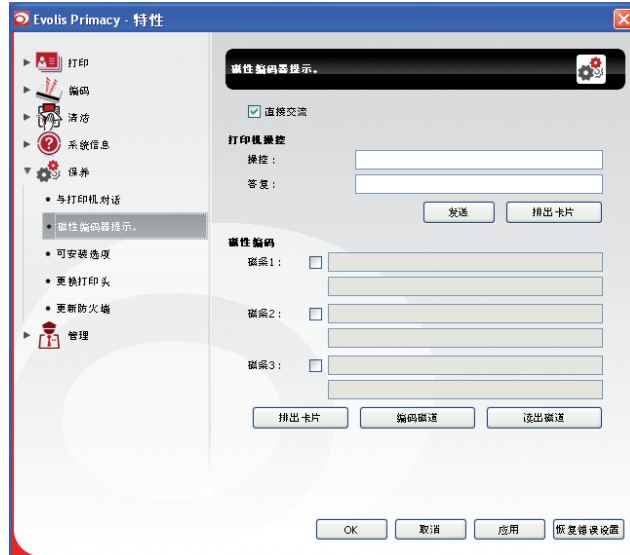 Evolis Primacy - 特性
打印
编码
清洁
系统信息
保养
与打印机对话
磁性编码器提示。
可安装选项
更换打印头
更新防火墙
管理
磁性编码器提示。
直接交流
打印机操控
操控：
答复：
发送
排出卡片
磁性编码
磁条1：
磁条2：
磁条3：
排出卡片
编码磁道
读出磁道
OK
取消
应用
恢复错误设置